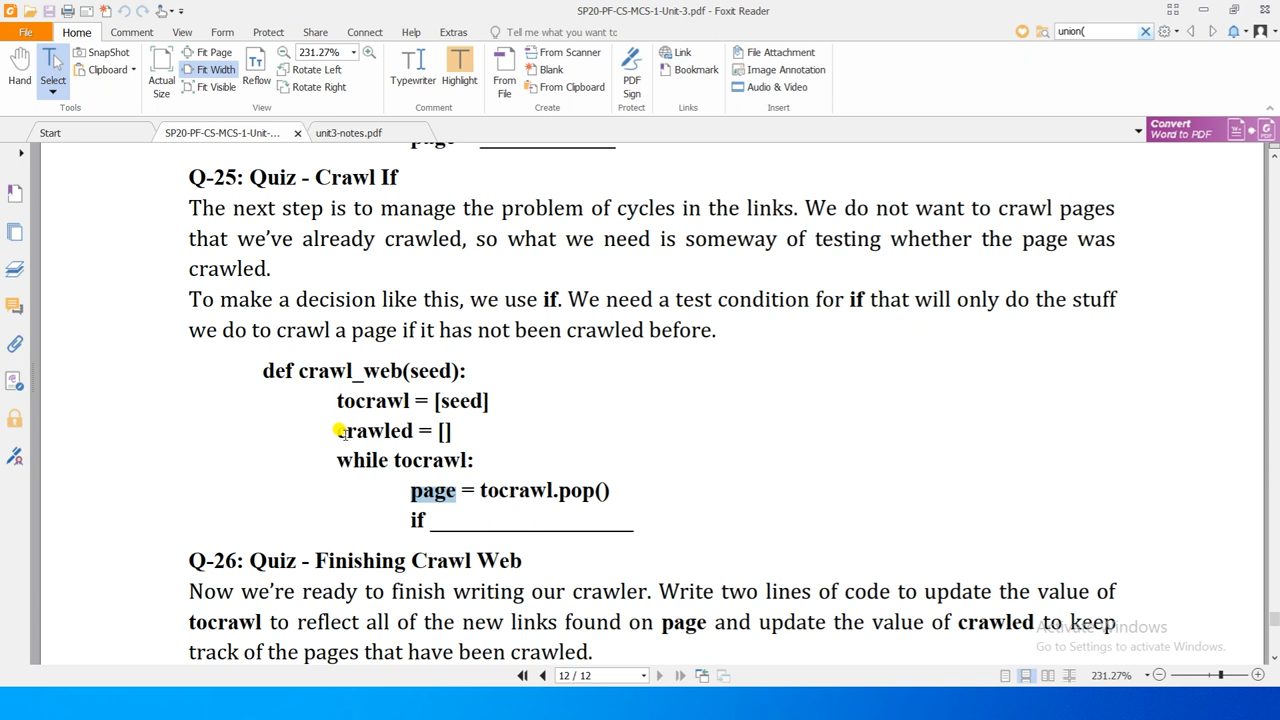 SP20-PF-CS-MCS-1-Unit-3.pdf - Foxit Reader
File Home Comment View Form Protect Share Connect Help Extras Tell me what you want tc union(
SnapShot Fit Page 231.27% From Scanner Link File Attachment
Clipboard Fit Width Rotate Left Blank Bookmark Image Annotation
Fit Visible Rotate Right From Clipboard Audio & Video
Hand Select Actual Size Reflow Typewriter Highlight From File PDF Sign
Tools View Comment Create Protect Links Insert
Start SP20-PF-CS-MCS-1-Unit-... unit3-notes.pdf
Convert
Word to PDF
page = _______________
Q-25: Quiz - Crawl If
The next step is to manage the problem of cycles in the links. We do not want to crawl pages
that we’ve already crawled, so what we need is someway of testing whether the page was
crawled.
To make a decision like this, we use if. We need a test condition for if that will only do the stuff
we do to crawl a page if it has not been crawled before.
def crawl_web(seed):
tocrawl = [seed]
crawled = []
while tocrawl:
page = tocrawl.pop()
if ___________________
Q-26: Quiz - Finishing Crawl Web
Now we’re ready to finish writing our crawler. Write two lines of code to update the value of
tocrawl to reflect all of the new links found on page and update the value of crawled to keep
track of the pages that have been crawled.
Activate Windows
Go to Settings to activate Windows.
12 / 12 231.27%